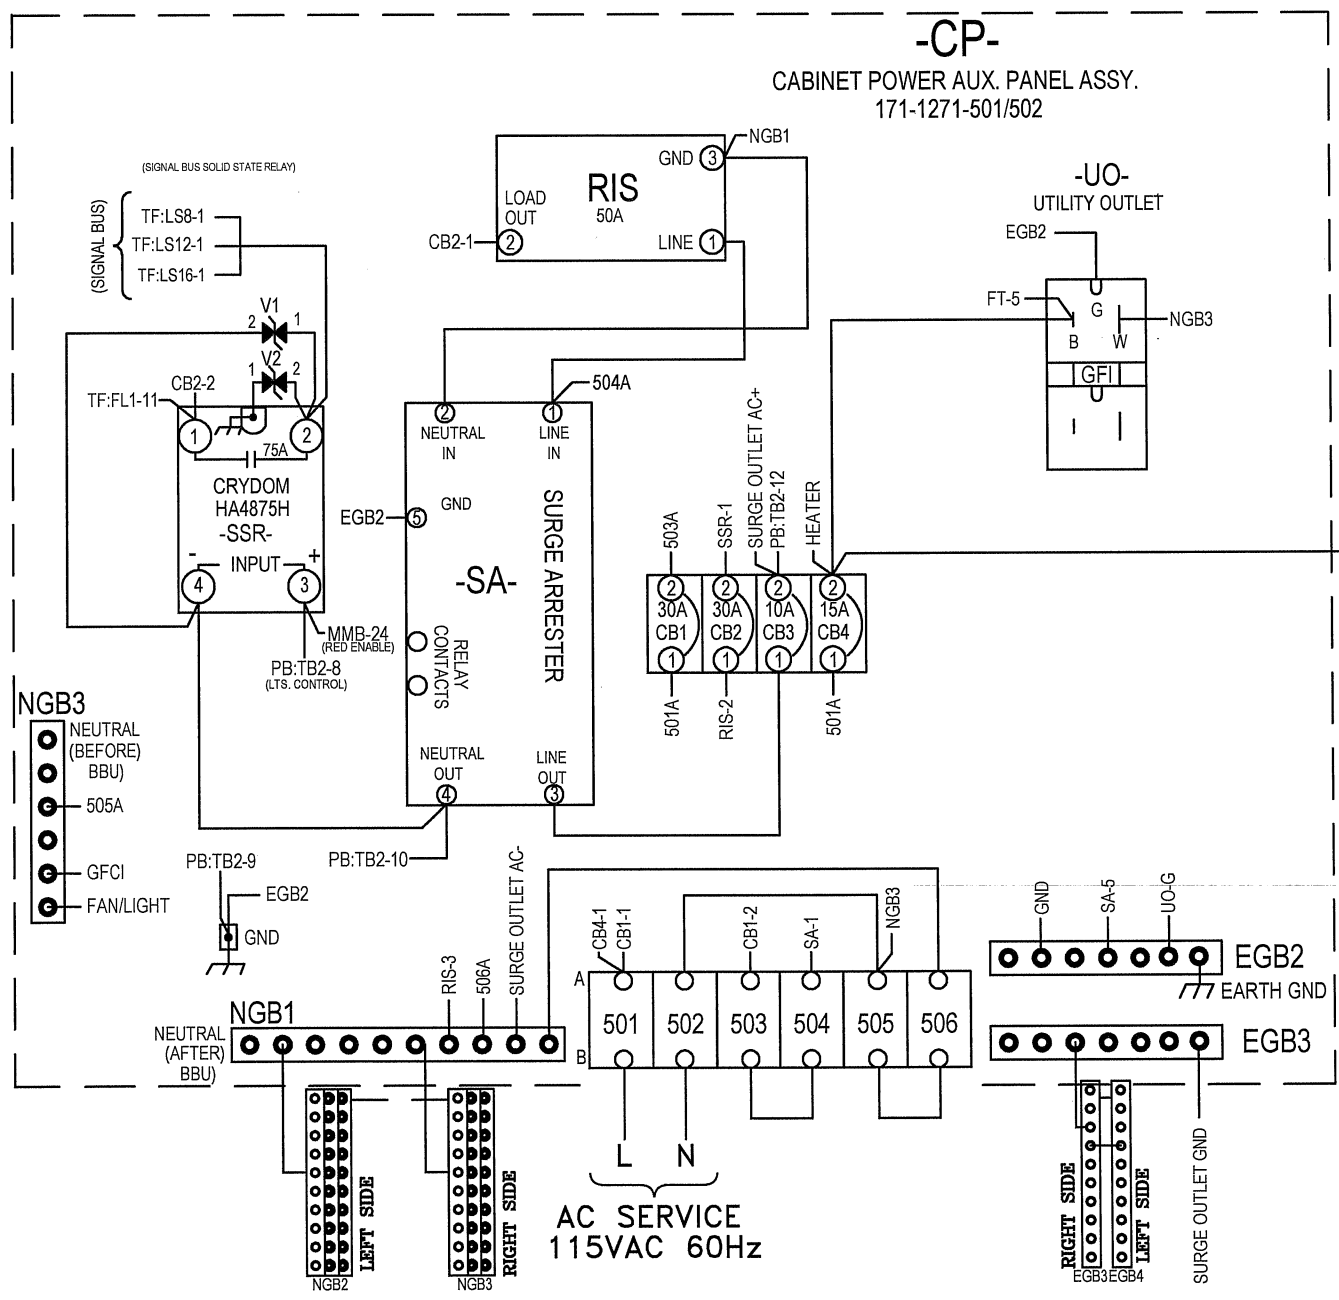 -CP-
CABINET POWER AUX. PANEL ASSY.
171-1271-501/502
(SIGNAL BUS SOLID STATE RELAY)
(SIGNAL BUS)
TF:LS8-1
TF:LS12-1
TF:LS16-1
V1
2 1
V2
1 2
CB2-2
TF:FL1-11
1 2
75A
CRYDOM
HA4875H
-SSR-
- INPUT +
4 3
MMB-24
(RED ENABLE)
PB:TB2-8
(LTS. CONTROL)
NGB1
GND 3
RIS
50A
LOAD
OUT
CB2-1 2
LINE 1
504A
2 1
NEUTRAL
IN
LINE
IN
EGB2 5 GND
-SA-
SURGE ARRESTER
RELAY
CONTACTS
NEUTRAL
OUT
LINE
OUT
4 3
PB:TB2-10
-UO-
UTILITY OUTLET
EGB2
FT-5
G
B W
NGB3
GFI
503A
SSR-1
SURGE OUTLET AC+
PB:TB2-12
HEATER
2 2 2 2
30A 30A 10A 15A
CB1 CB2 CB3 CB4
1 1 1 1
501A
RIS-2
501A
NGB3
NEUTRAL
(BEFORE)
BBU)
505A
GFCI
FAN/LIGHT
PB:TB2-9
EGB2
GND
NGB1
NEUTRAL
(AFTER)
BBU)
RIS-3
506A
SURGE OUTLET AC-
CB4-1
CB1-1
CB1-2
SA-1
NGB3
A
501 502 503 504 505 506
B
L N
AC SERVICE
115VAC 60Hz
GND
SA-5
UO-G
EGB2
EARTH GND
EGB3
LEFT SIDE
NGB2
RIGHT SIDE
NGB3
RIGHT SIDE
LEFT SIDE
EGB3 EGB4
SURGE OUTLET GND